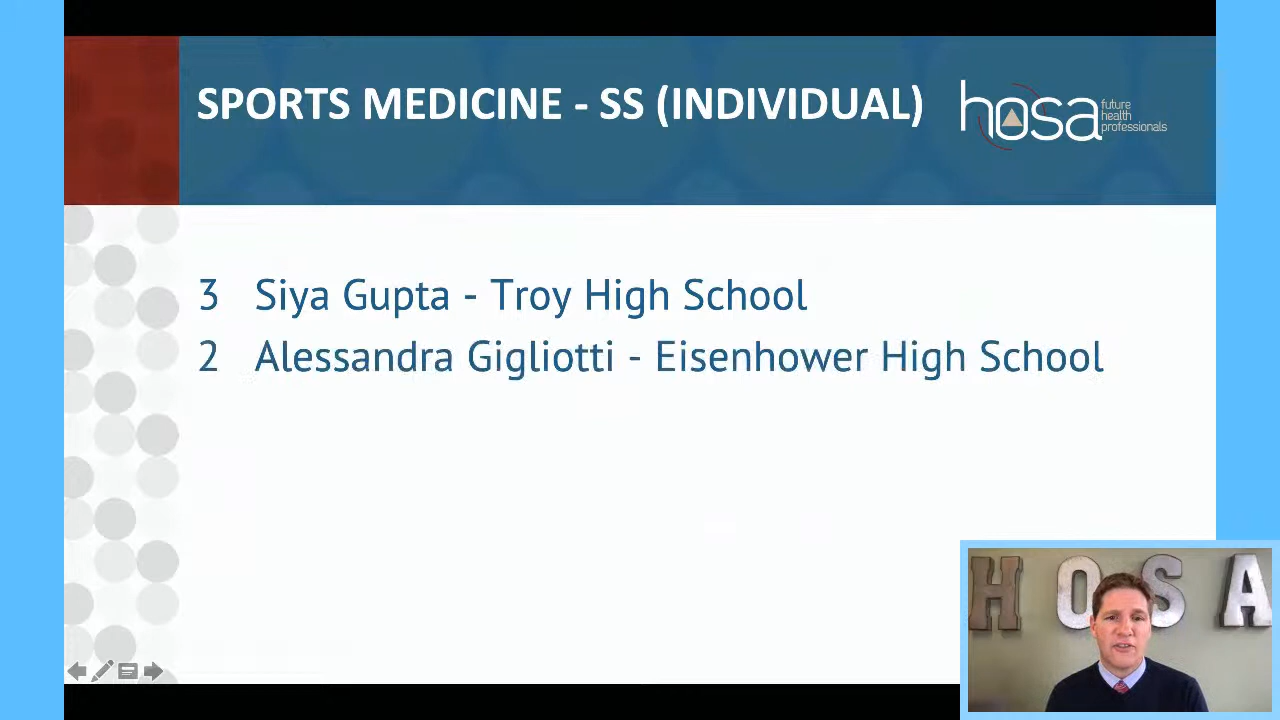 SPORTS MEDICINE - SS (INDIVIDUAL)
hosa
future
health
professionals
3 Siya Gupta - Troy High School
2 Alessandra Gigliotti - Eisenhower High School
HOSA